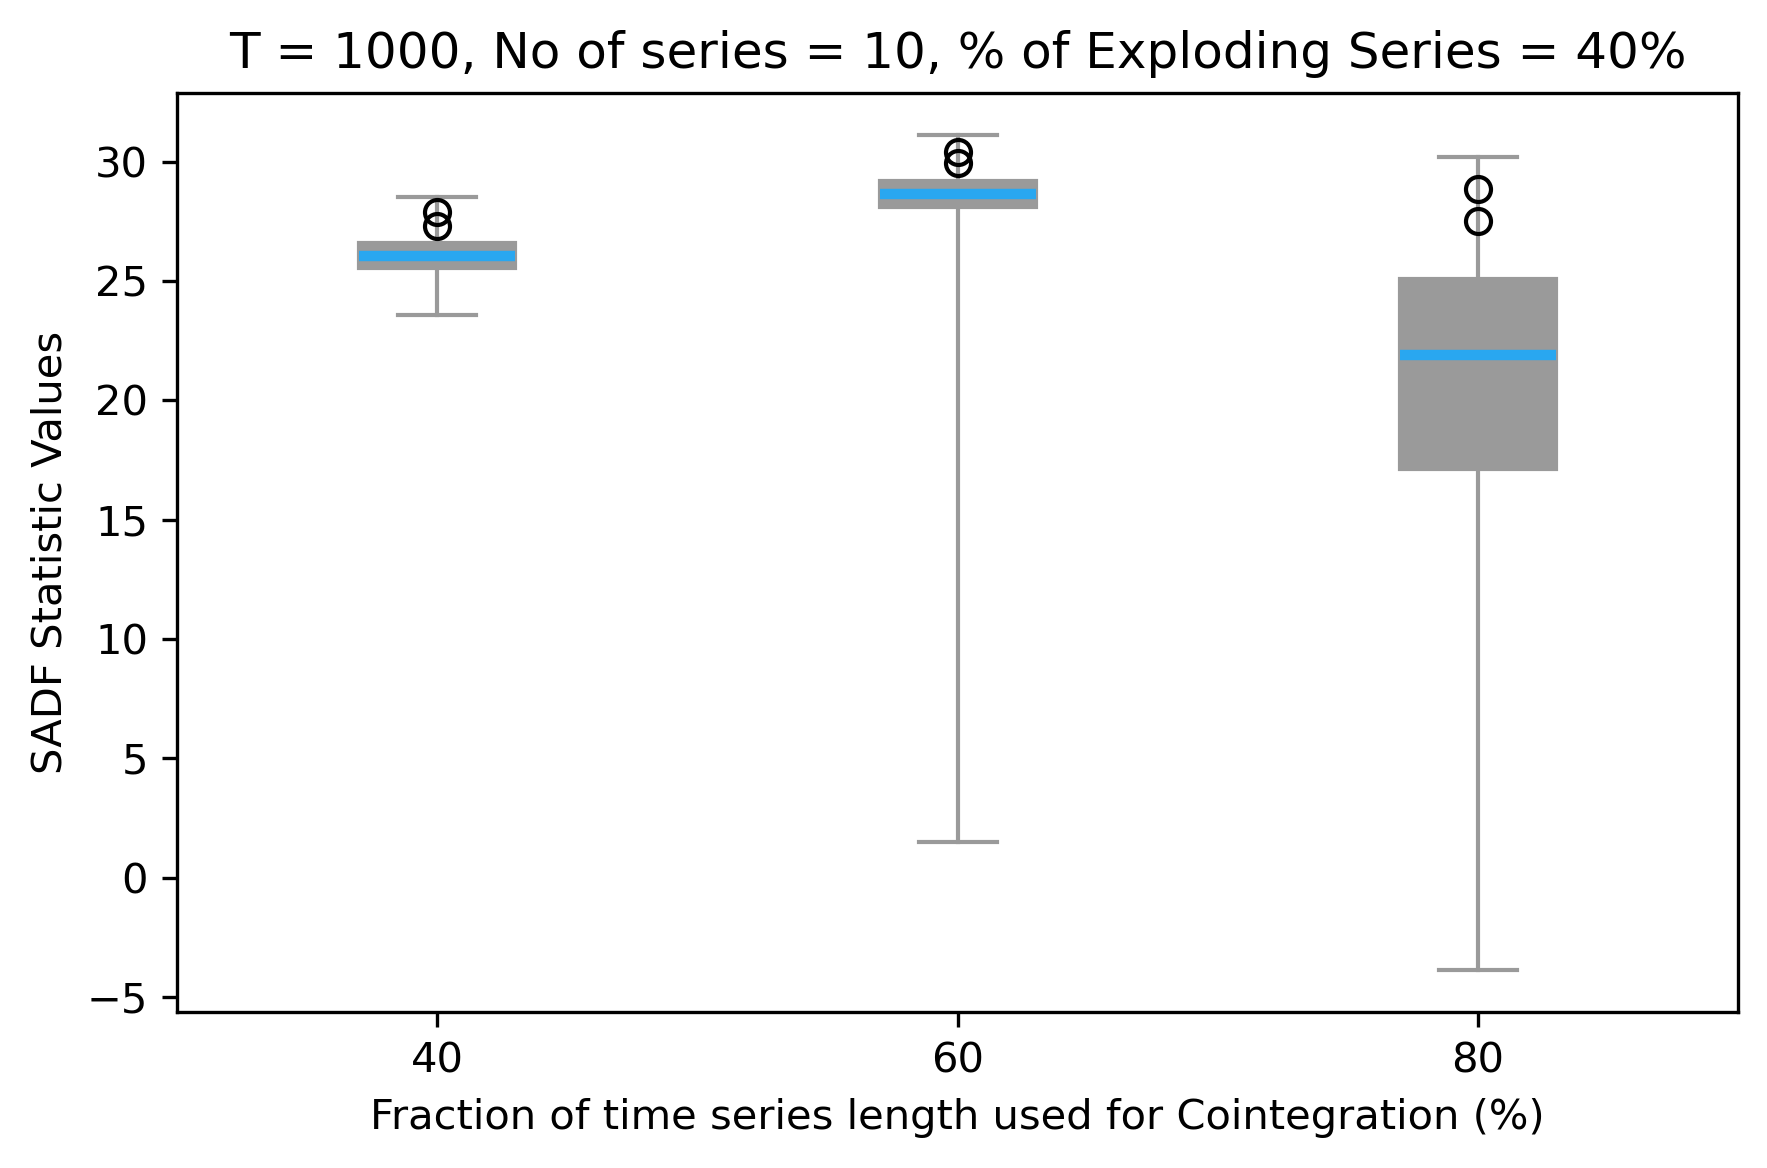 T = 1000, No of series = 10, % of Exploding Series = 40%
SADF Statistic Values
30
25
20
15
10
5
0
−5
40 60 80
Fraction of time series length used for Cointegration (%)